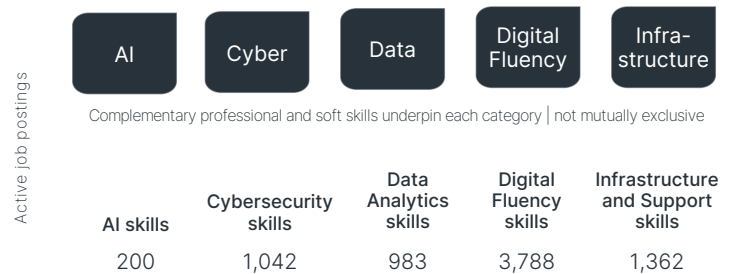 AI
Cyber
Data
Digital
Fluency
Infra-
structure
Complementary professional and soft skills underpin each category | not mutually exclusive
Active job postings
AI skills
Cybersecurity
skills
Data
Analytics
skills
Digital
Fluency
skills
Infrastructure
and Support
skills
200
1,042
983
3,788
1,362